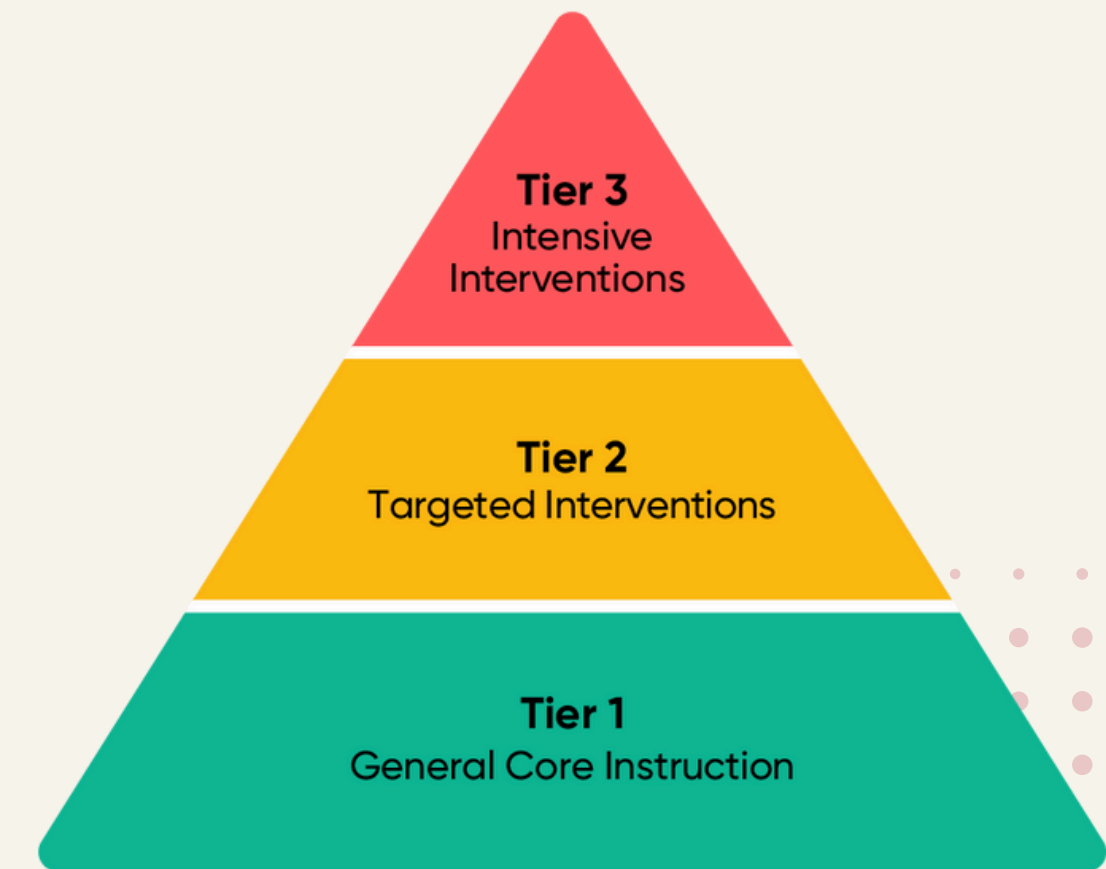 Tier 3
Intensive
Interventions
Tier 2
Targeted Interventions
Tier 1
General Core Instruction